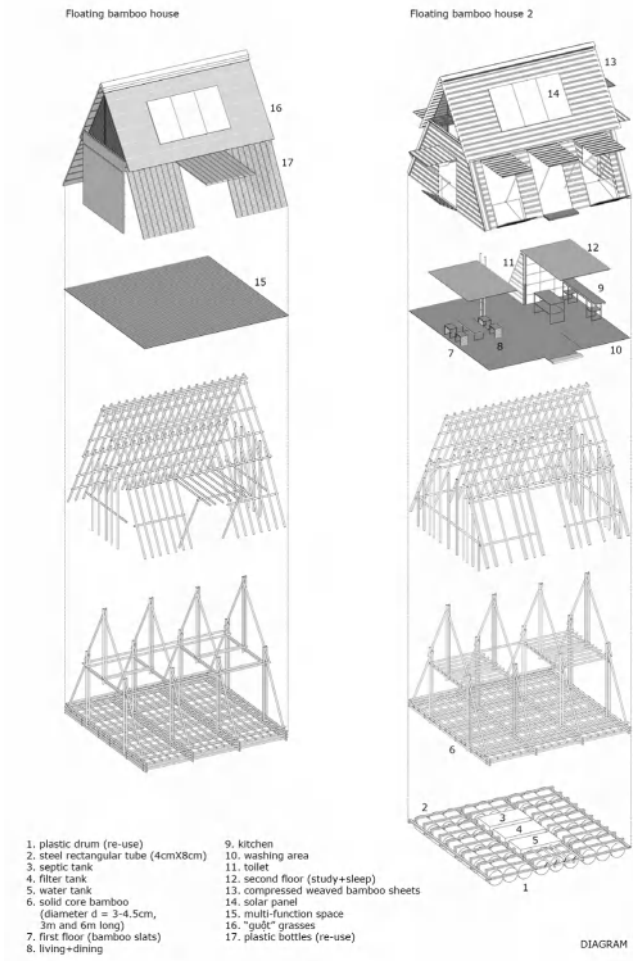 Floating bamboo house
Floating bamboo house 2
16
17
15
13
14
12
11
9
7
8
10
6
2
3
4
5
1
1. plastic drum (re-use)
2. steel rectangular tube (4cmX8cm)
3. septic tank
4. filter tank
5. water tank
6. solid core bamboo
(diameter d = 3-4.5cm,
3m and 6m long)
7. first floor (bamboo slats)
8. living+dining
9. kitchen
10. washing area
11. toilet
12. second floor (study+sleep)
13. compressed weaved bamboo sheets
14. solar panel
15. multi-function space
16. "guột" grasses
17. plastic bottles (re-use)
DIAGRAM